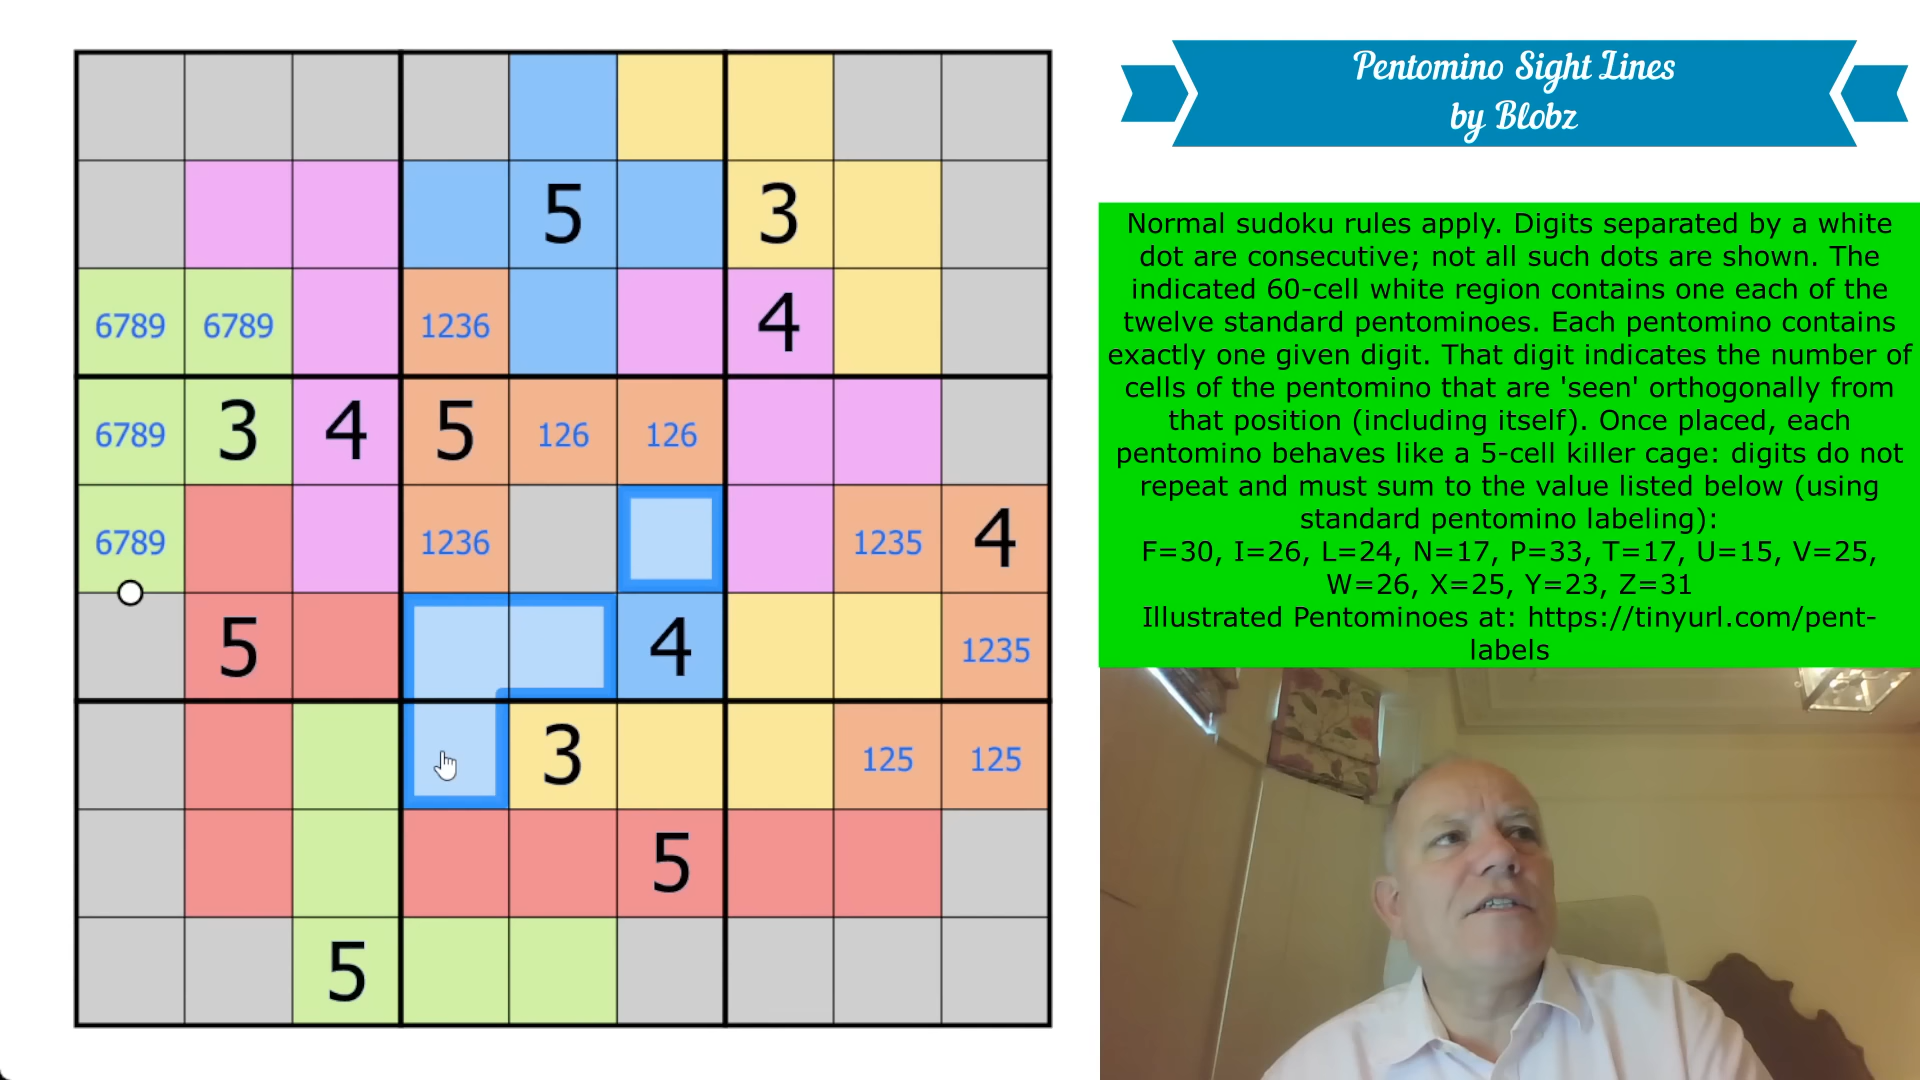 Pentomino Sight Lines
by Blobz
5 3
6789 6789 1236 4
6789 3 4 5 126 126
6789 1236 1235 4
5 4 1235
3 125 125
5
5
Normal sudoku rules apply. Digits separated by a white
dot are consecutive; not all such dots are shown. The
indicated 60-cell white region contains one each of the
twelve standard pentominoes. Each pentomino contains
exactly one given digit. That digit indicates the number of
cells of the pentomino that are 'seen' orthogonally from
that position (including itself). Once placed, each
pentomino behaves like a 5-cell killer cage: digits do not
repeat and must sum to the value listed below (using
standard pentomino labeling):
F=30, I=26, L=24, N=17, P=33, T=17, U=15, V=25,
W=26, X=25, Y=23, Z=31
Illustrated Pentominoes at: https://tinyurl.com/pent-
labels